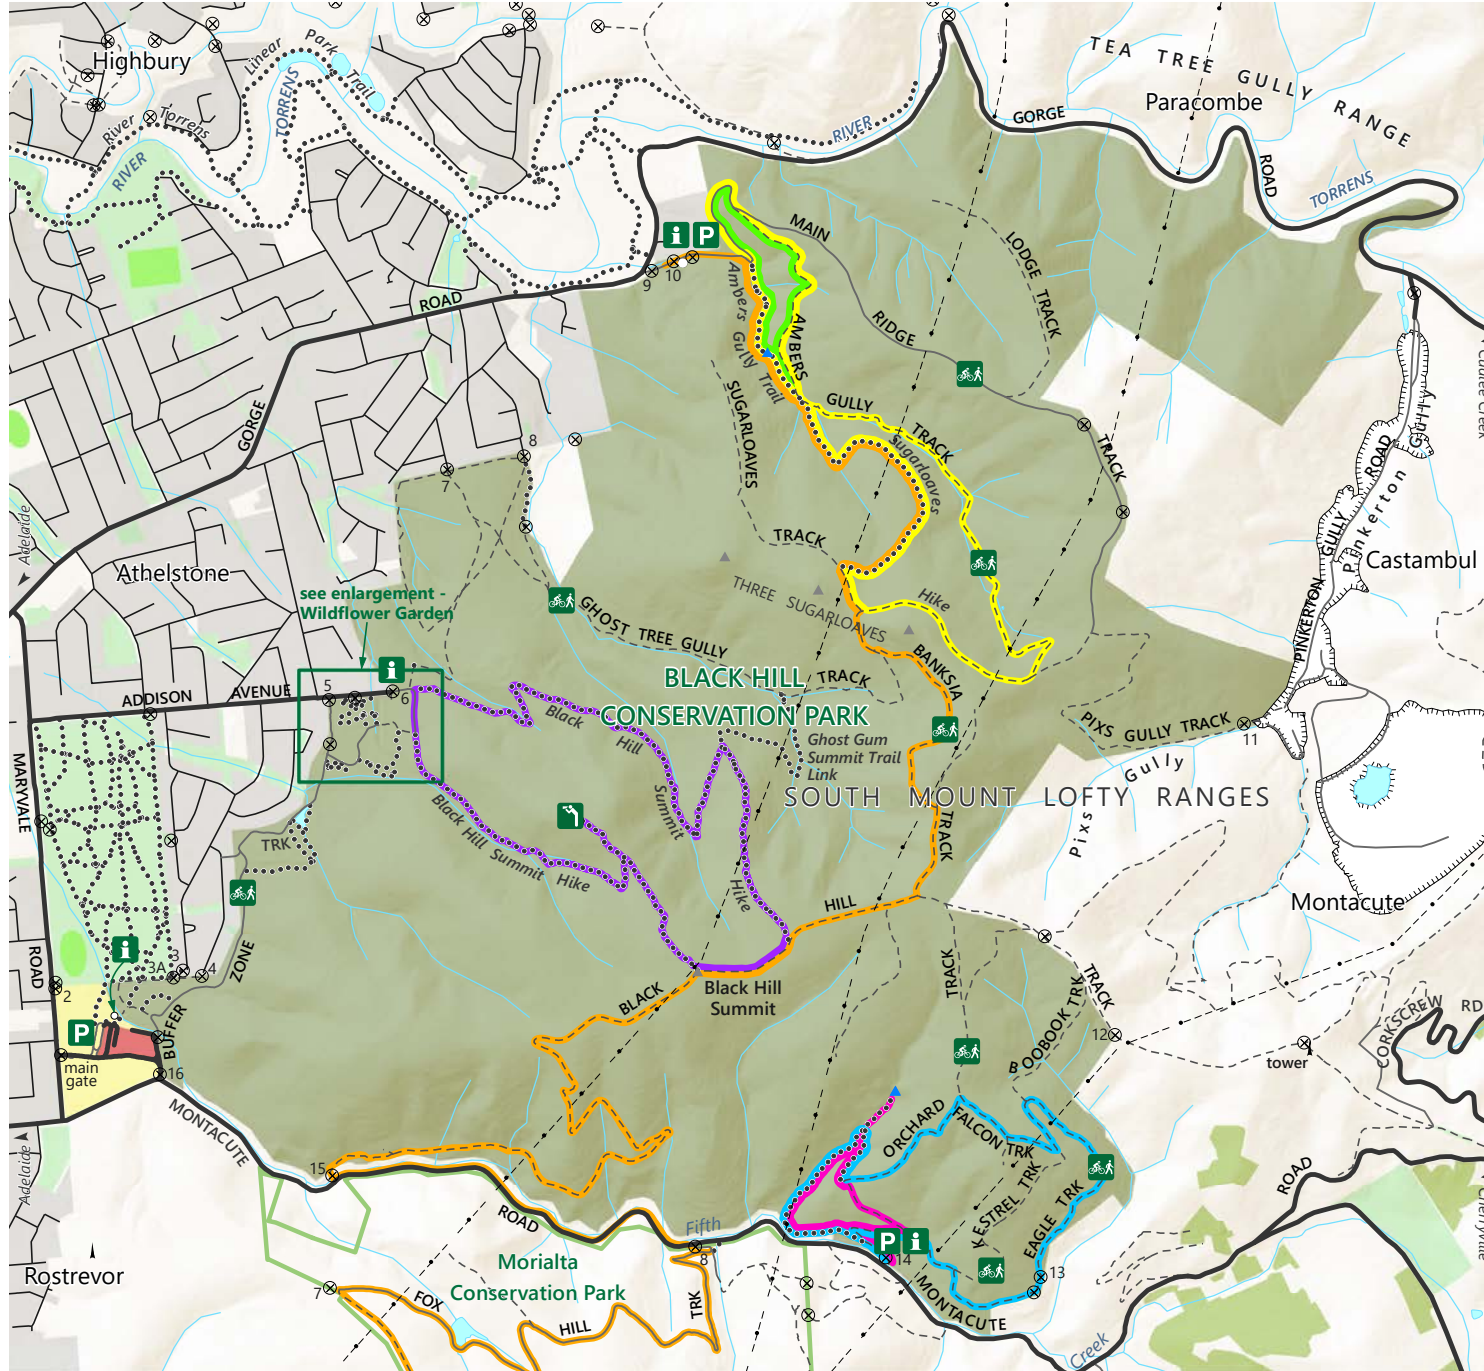 Highbury
Linear
Park
Trail
TORRENS
River
Torrens
RIVER
RIVER
GORGE
ROAD
TORRENS
TEA TREE GULLY RANGE
Paracombe
MAIN
RIDGE
TRACK
LODGE TRACK
9
10
P
ROAD
GORGE
Ambers Gully Trail
AMBERS
GULLY
TRACK
SUGARLOAVES
TRACK
Sugarloaves
Hike
THREE SUGARLOAVES
Adelaide
Athelstone
7
8
see enlargement -
Wildflower Garden
GHOST TREE GULLY
TRACK
BANKSIA
TRACK
BLACK HILL
CONSERVATION PARK
Ghost Gum
Summit Trail
Link
SOUTH MOUNT LOFTY RANGES
PINKERTON
GULLY
ROAD
Pinkerton Gully
Castambul
PIXS GULLY TRACK
11
Pixs Gully
Montacute
ADDISON AVENUE
5
6
Black Hill
Summit
Hike
Black Hill Summit Hike
MARYVALE
ROAD
TRK
ZONE
BUFFER
3
3A
4
2
P
main
gate
16
HILL
BLACK
Black Hill
Summit
TRACK
TRACK
BOOBOOK TRK
12
tower
CORKSCREW RD
MONTACUTE
15
ROAD
Adelaide
Rostrevor
ORCHARD
FALCON TRK
KESTREL TRK
EAGLE TRK
13
P
14
MONTACUTE
ROAD
Creek
Cherryville
Fifth
Morialta
Conservation Park
8
7
FOX
HILL
TRK